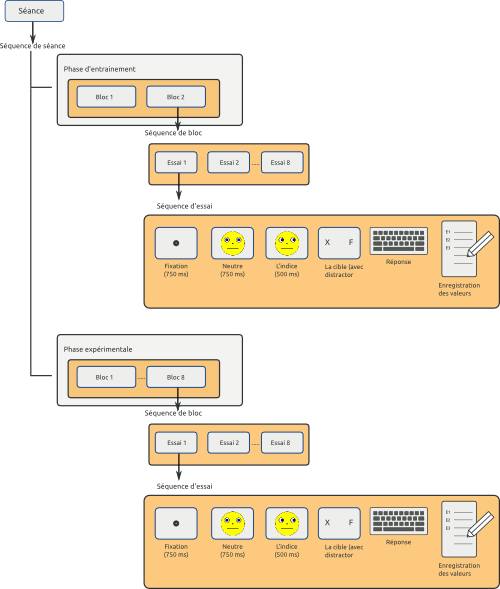 Séance
Séquence de séance
Phase d'entrainement
Bloc 1
Bloc 2
Séquence de bloc
Essai 1
Essai 2
....
Essai 8
Séquence d'essai
X F
E1
E2
E3
Fixation
(750 ms)
Neutre
(750 ms)
L'indice
(500 ms)
La cible (avec
distractor
Réponse
Enregistration
des valeurs
Phase expérimentale
Bloc 1
....
Bloc 8
Séquence de bloc
Essai 1
Essai 2
....
Essai 8
Séquence d'essai
X F
E1
E2
E3
Fixation
(750 ms)
Neutre
(750 ms)
L'indice
(500 ms)
La cible (avec
distractor
Réponse
Enregistration
des valeurs